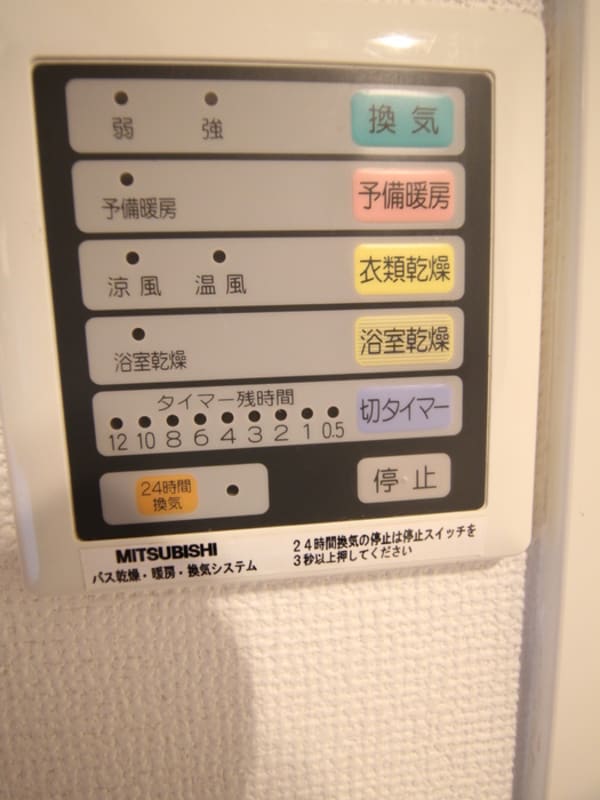 弱 強 換気
予備暖房 予備暖房
涼風 温風 衣類乾燥
浴室乾燥 浴室乾燥
タイマー残時間 切タイマー
12 10 8 6 4 3 2 1 0.5
24時間
換気
停止
MITSUBISHI
バス乾燥・暖房・換気システム
24時間換気の停止は停止スイッチを
3秒以上押してください